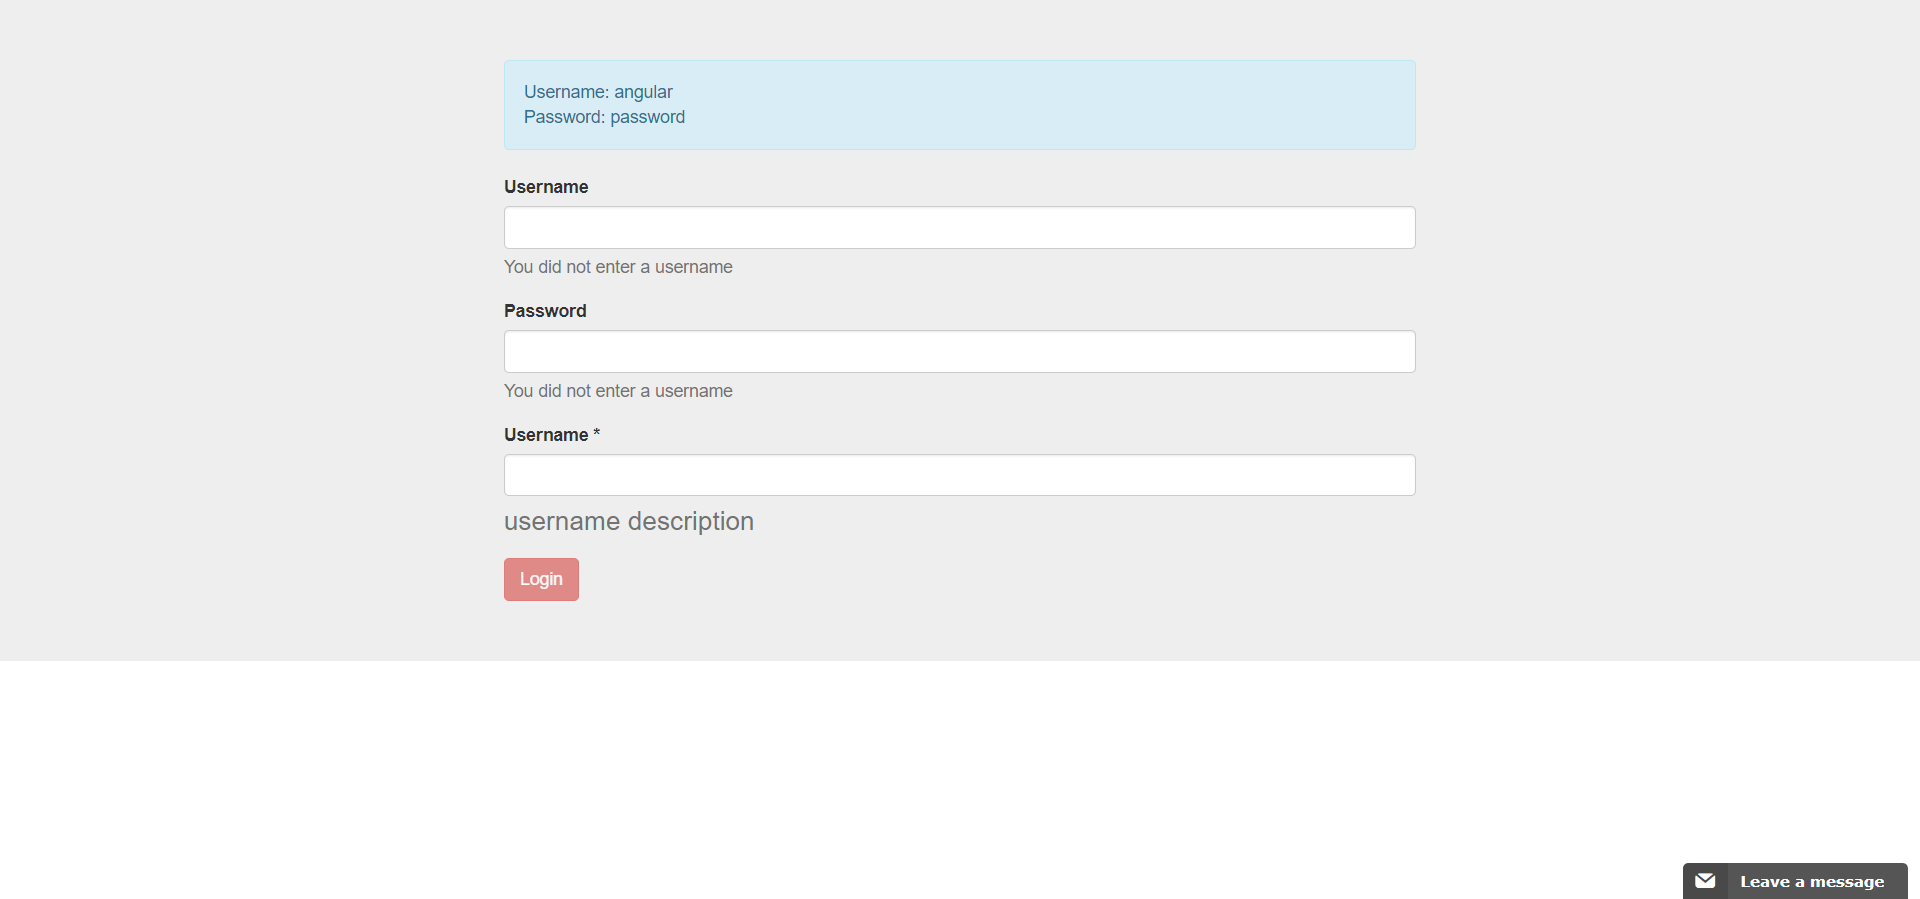 Username: angular
Password: password
Username
You did not enter a username
Password
You did not enter a username
Username *
username description
Login
Leave a message